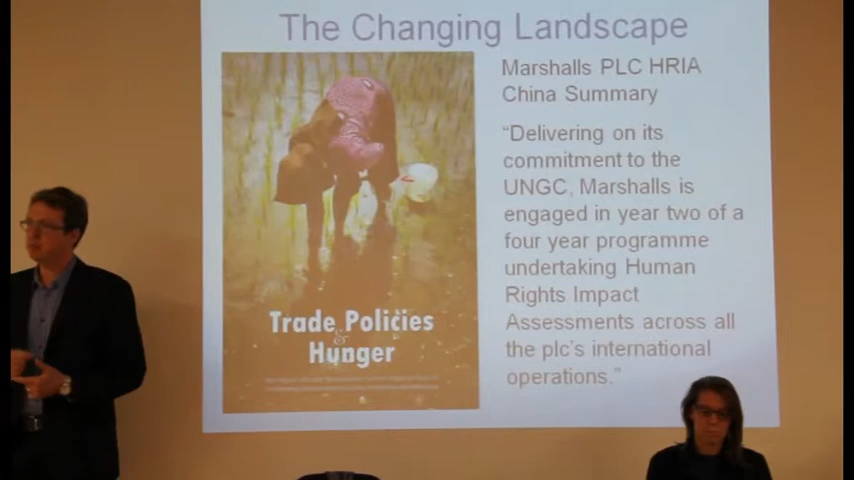 The Changing Landscape
Trade Policies
&
Hunger
Marshalls PLC HRIA
China Summary
“Delivering on its
commitment to the
UNGC, Marshalls is
engaged in year two of a
four year programme
undertaking Human
Rights Impact
Assessments across all
the plc’s international
operations.”